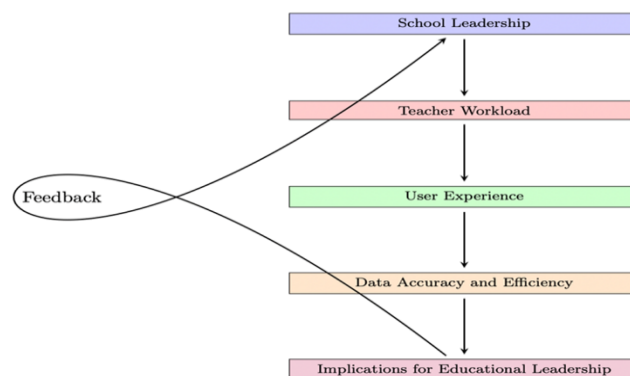 School Leadership
Teacher Workload
Feedback
User Experience
Data Accuracy and Efficiency
Implications for Educational Leadership